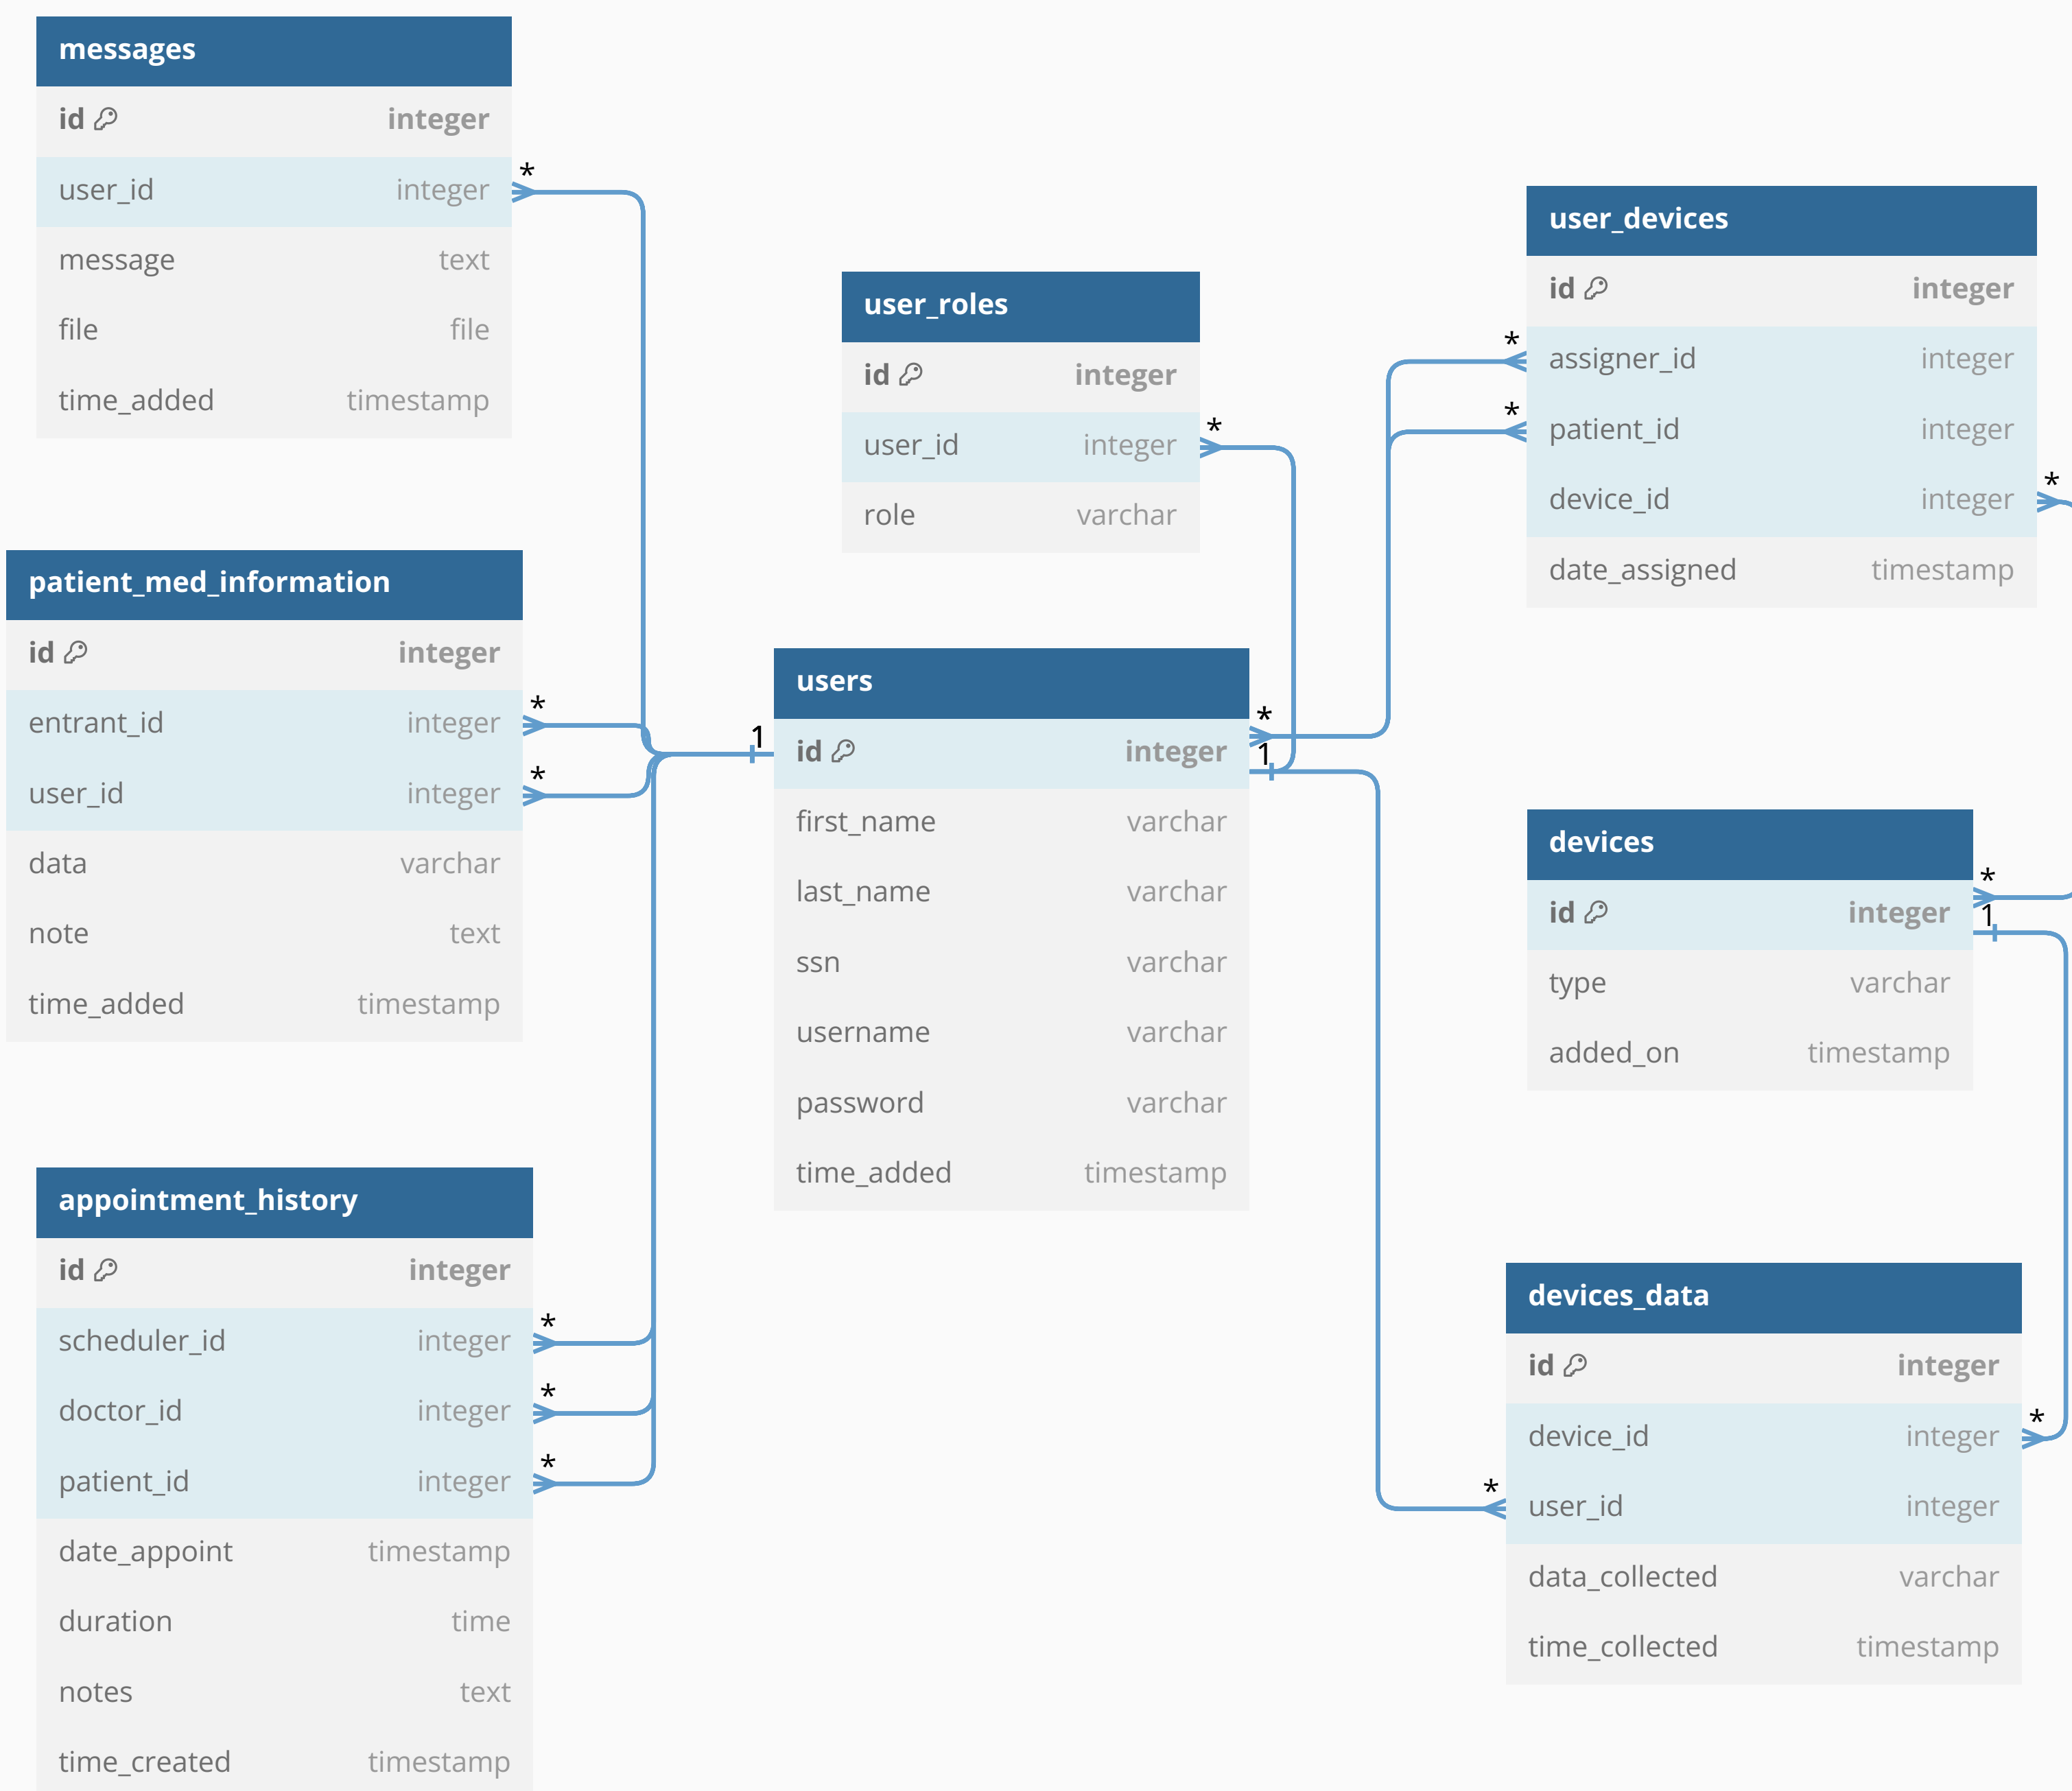 messages
id integer
user_id integer
message text
file file
time_added timestamp
*
patient_med_information
id integer
entrant_id integer
user_id integer
data varchar
note text
time_added timestamp
*
*
appointment_history
id integer
scheduler_id integer
doctor_id integer
patient_id integer
date_appoint timestamp
duration time
notes text
time_created timestamp
*
*
*
user_roles
id integer
user_id integer
role varchar
*
users
id integer
first_name varchar
last_name varchar
ssn varchar
username varchar
password varchar
time_added timestamp
1
*
1
user_devices
id integer
assigner_id integer
patient_id integer
device_id integer
date_assigned timestamp
*
*
*
devices
id integer
type varchar
added_on timestamp
*
1
devices_data
id integer
device_id integer
user_id integer
data_collected varchar
time_collected timestamp
*
*